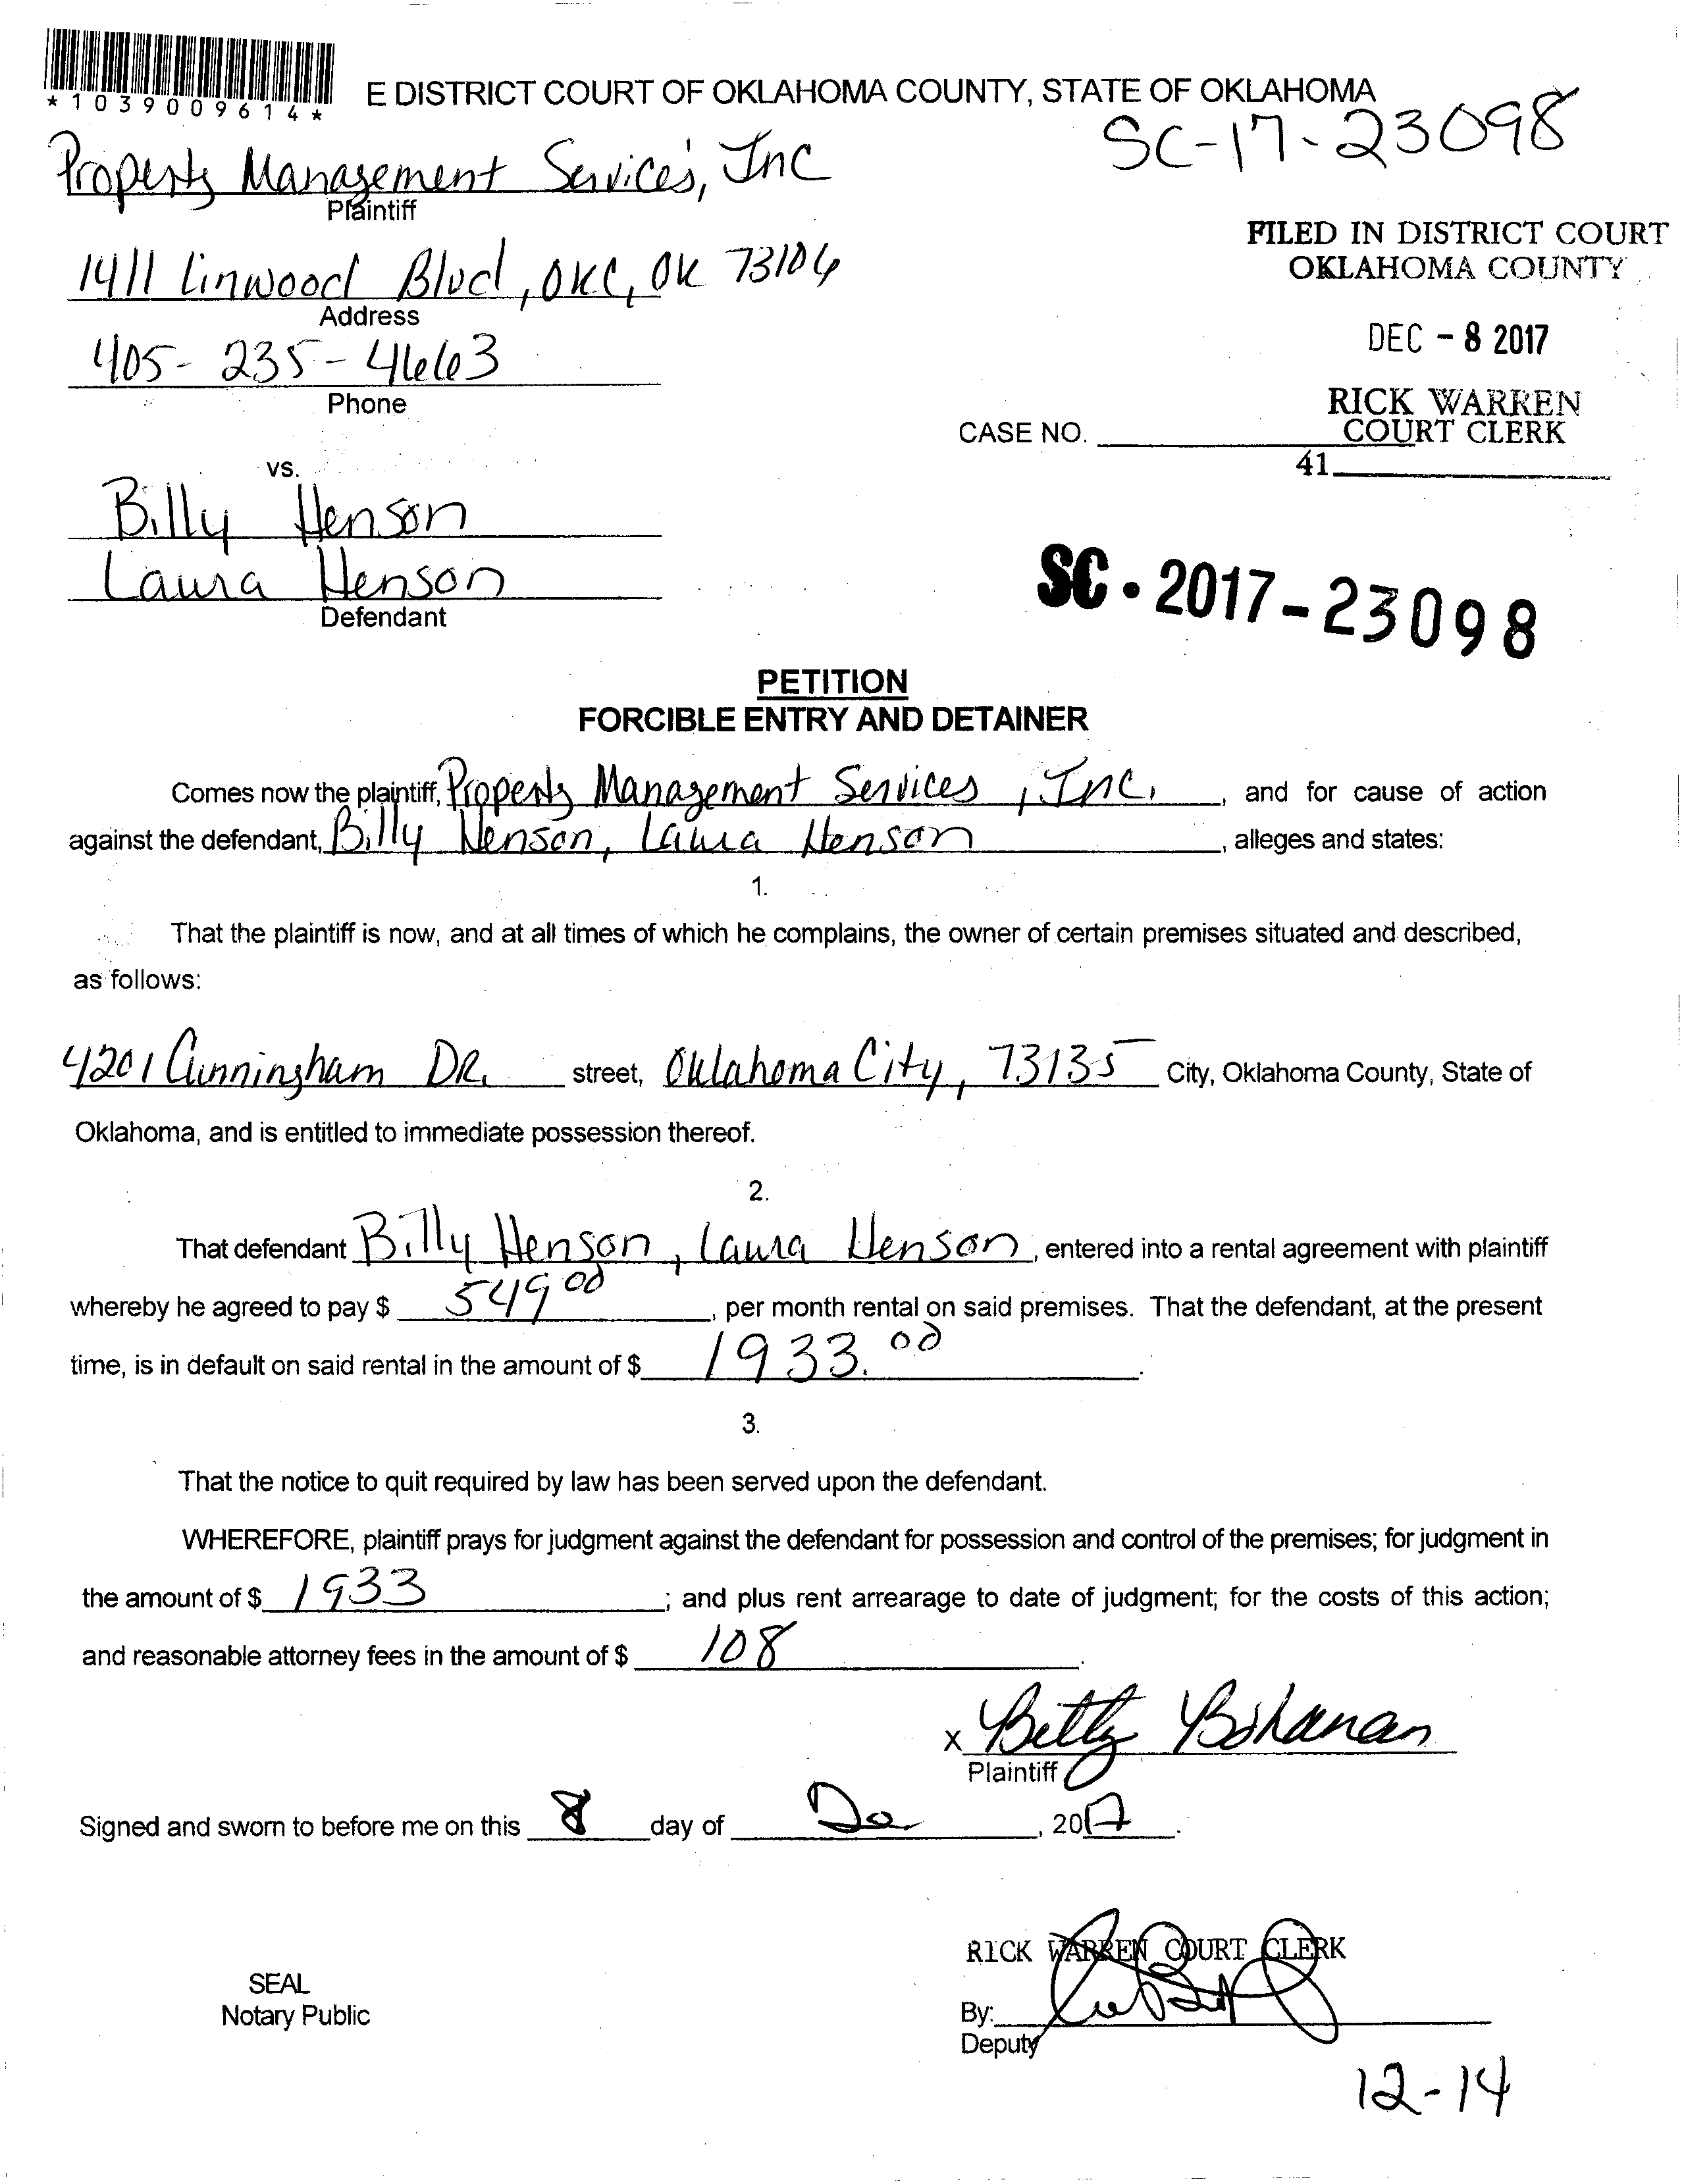 *1039009614*
E DISTRICT COURT OF OKLAHOMA COUNTY, STATE OF OKLAHOMA
SC-17-23098
Property Management Services, Inc
Plaintiff
FILED IN DISTRICT COURT
OKLAHOMA COUNTY
1411 Linwood Blvd, OKC, OK 73106
Address
DEC - 8 2017
405-235-4663
Phone
RICK WARREN
COURT CLERK
CASE NO.
41
vs.
Billy Henson
Laura Henson
Defendant
SC-2017-23098
PETITION
FORCIBLE ENTRY AND DETAINER
Comes now the plaintiff, Property Management Services, Inc., and for cause of action
against the defendant, Billy Henson, Laura Henson, alleges and states:
1.
That the plaintiff is now, and at all times of which he complains, the owner of certain premises situated and described,
as follows:
4201 Cunningham DR. street, Oklahoma City, 73135 City, Oklahoma County, State of
Oklahoma, and is entitled to immediate possession thereof.
2.
That defendant Billy Henson, Laura Henson, entered into a rental agreement with plaintiff
whereby he agreed to pay $ 549.00, per month rental on said premises. That the defendant, at the present
time, is in default on said rental in the amount of $ 1933.00.
3.
That the notice to quit required by law has been served upon the defendant.
WHEREFORE, plaintiff prays for judgment against the defendant for possession and control of the premises; for judgment in
the amount of $ 1933; and plus rent arrearage to date of judgment; for the costs of this action;
and reasonable attorney fees in the amount of $ 108.
x Betty Bohanan
Plaintiff
Signed and sworn to before me on this 8 day of De, 2017.
RICK WARREN COURT CLERK
SEAL
Notary Public
By:
Deputy
12-14